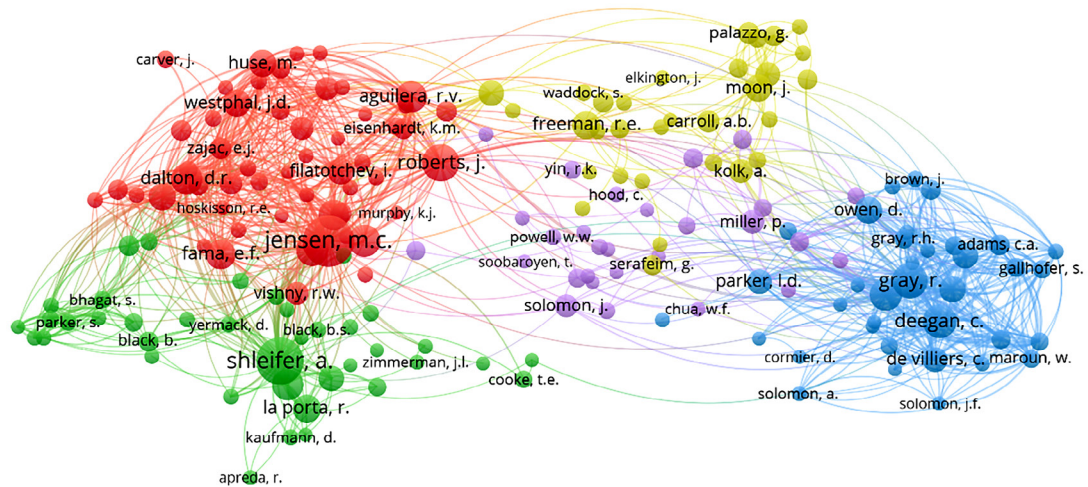 palazzo, g.
carver, j.
huse, m.
elkington, j.
moon, j.
westphal, j.d.
aguilera, r.v.
waddock, s.
eisenhardt, k.m.
freeman, r.e.
carroll, a.b.
zajac, e.j.
roberts, j.
dalton, d.r.
filatotchev, i.
yin, r.k.
kolk, a.
brown, j.
hood, c.
hoskisson, r.e.
murphy, k.j.
owen, d.
miller, p.
jensen, m.c.
powell, w.w.
gray, r.h.
adams, c.a.
fama, e.f.
soobaroyen, t.
serafeim, g.
gallhofer, s.
parker, l.d.
gray, r.
vishny, r.w.
bhagat, s.
solomon, j.
chua, w.f.
parker, s.
yermack, d.
black, b.s.
deegan, c.
black, b.
shleifer, a.
zimmerman, j.l.
cormier, d.
de villiers, c.
maroun, w.
cooke, t.e.
solomon, a.
la porta, r.
solomon, j.f.
kaufmann, d.
apreda, r.